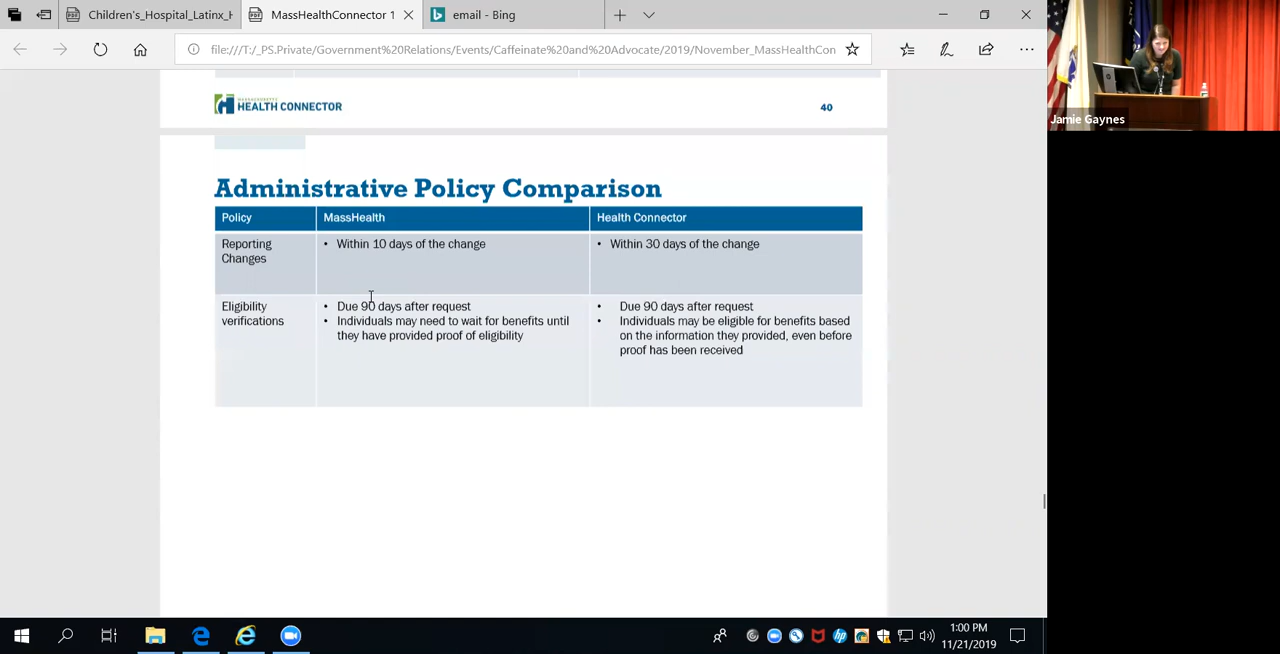 Children's_Hospital_Latinx_H
MassHealthConnector 1
email - Bing
file:///T:/_PS.Private/Government%20Relations/Events/Caffeinate%20and%20Advocate/2019/November_MassHealthCon
Jamie Gaynes
MASSACHUSETTS
HEALTH CONNECTOR
40
Administrative Policy Comparison
Policy
MassHealth
Health Connector
Reporting
Changes
• Within 10 days of the change
• Within 30 days of the change
Eligibility
verifications
• Due 90 days after request
• Individuals may need to wait for benefits until
they have provided proof of eligibility
• Due 90 days after request
• Individuals may be eligible for benefits based
on the information they provided, even before
proof has been received
1:00 PM
11/21/2019